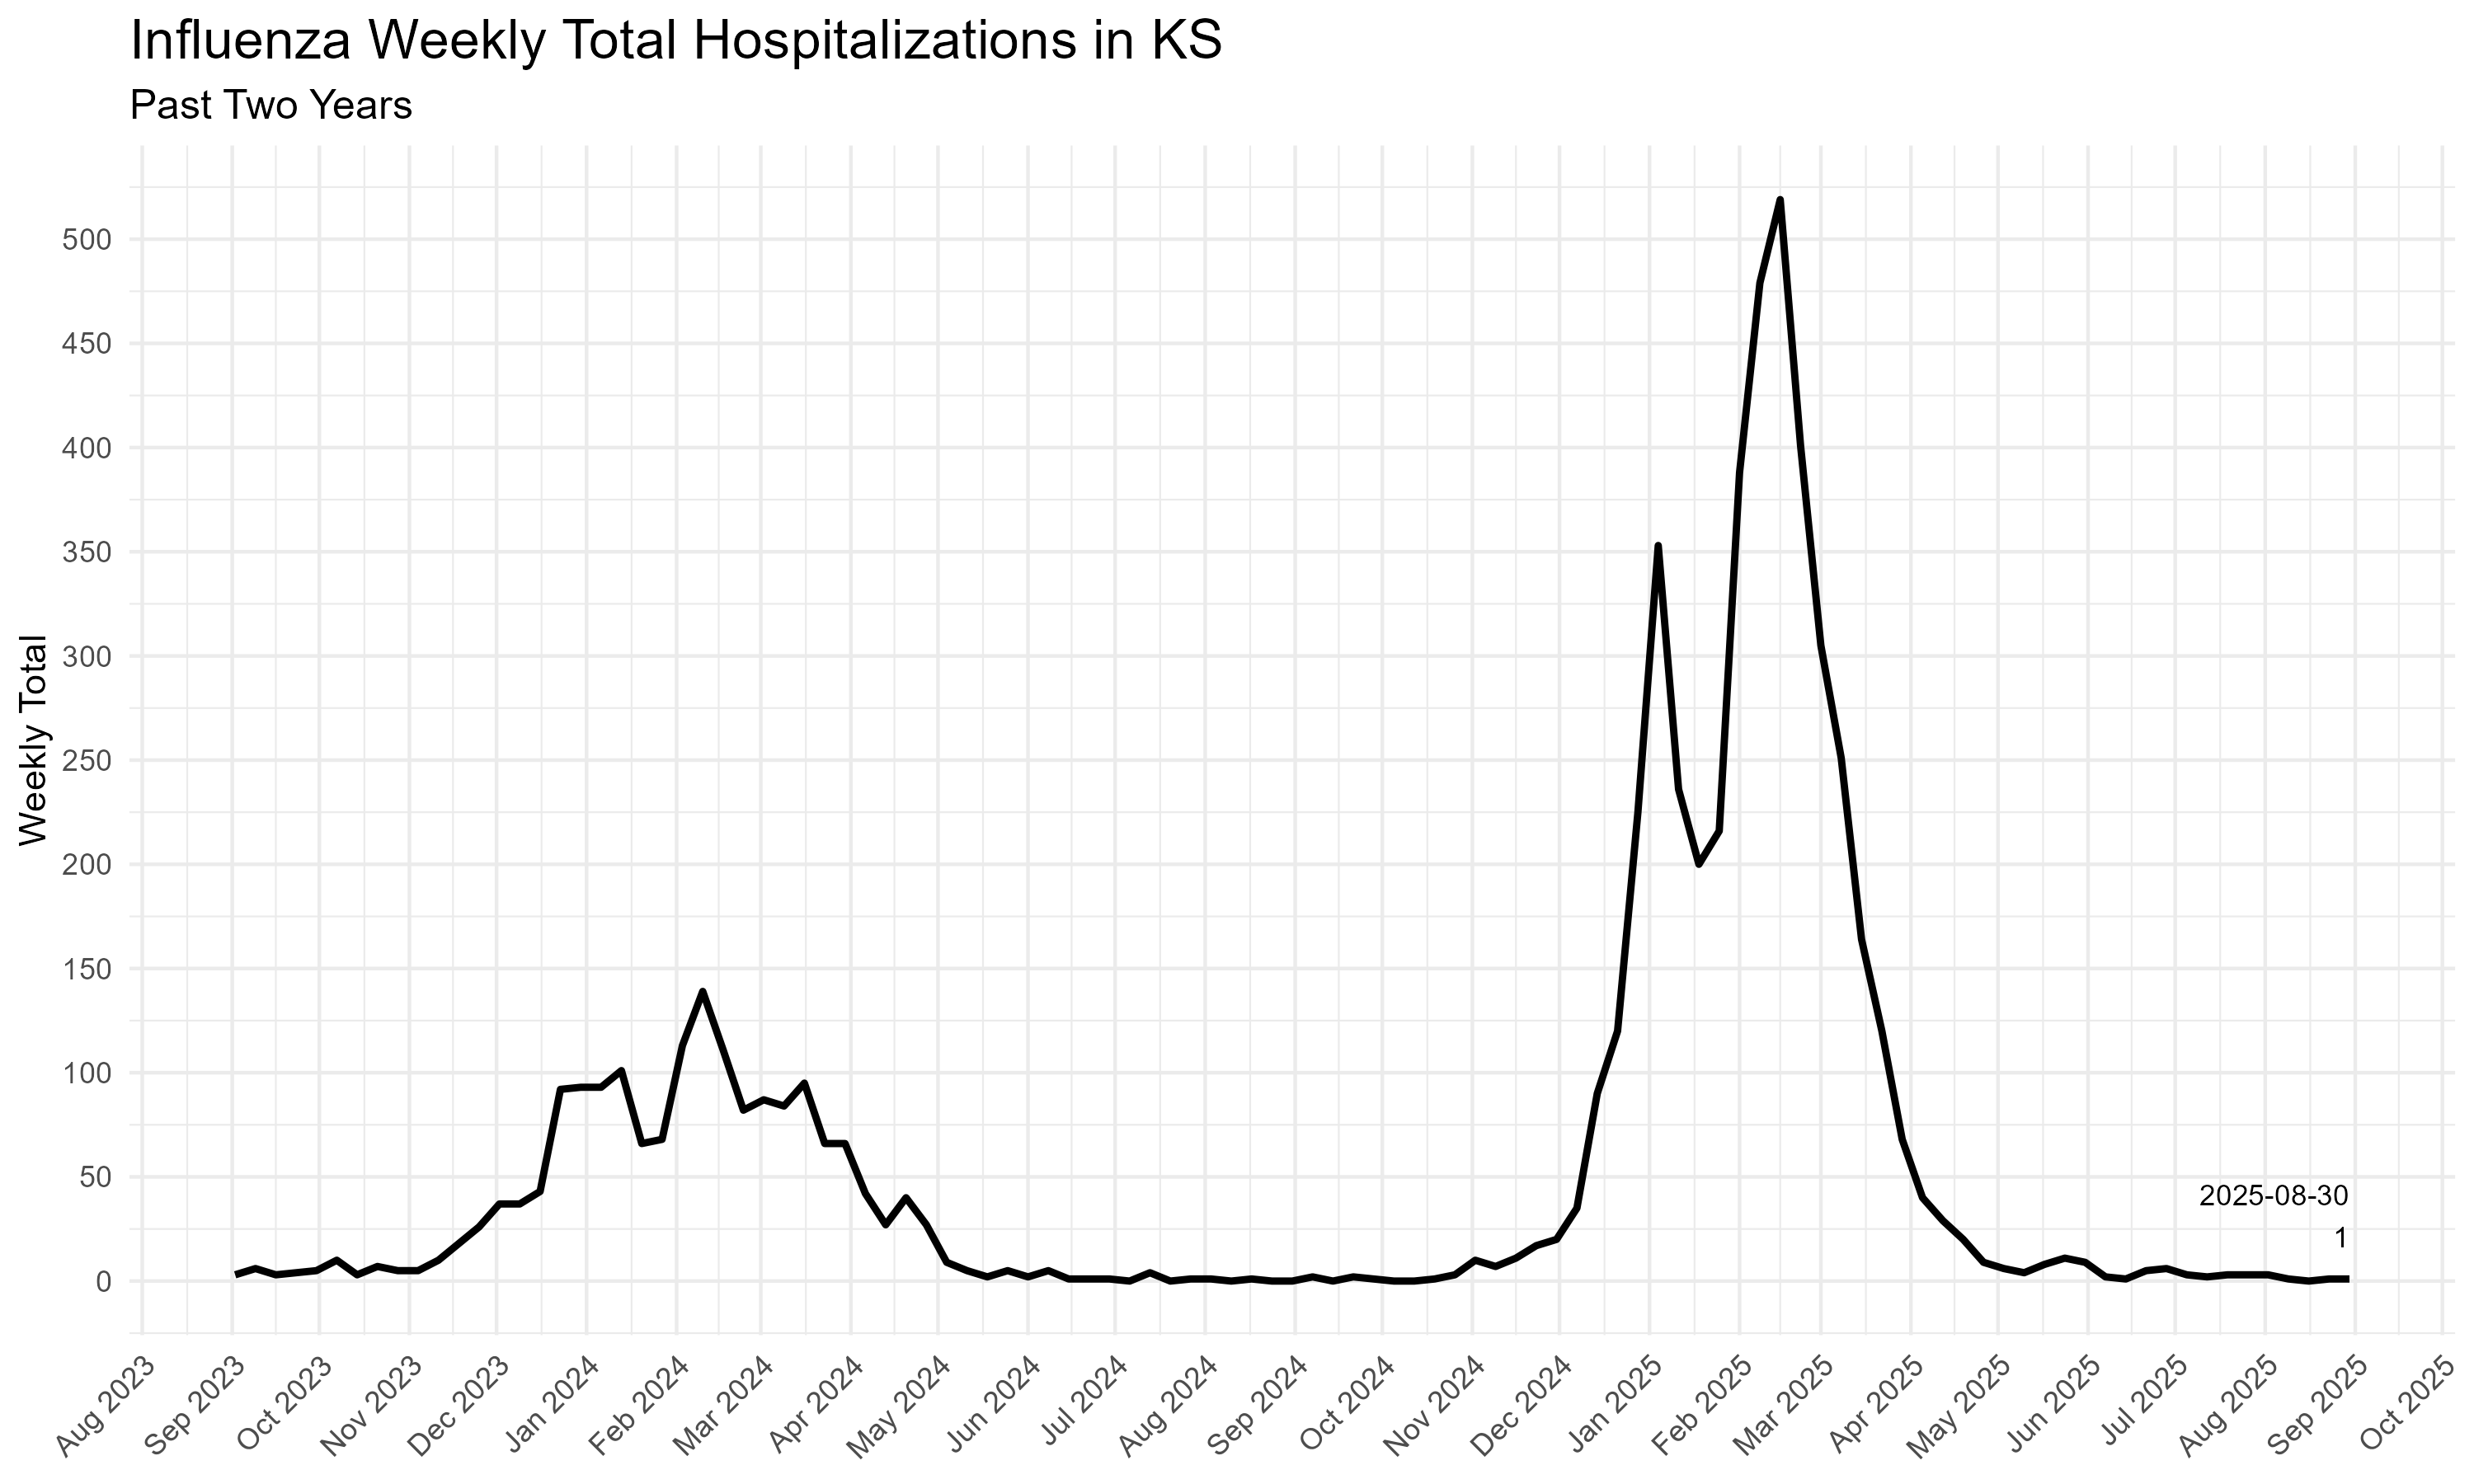 Influenza Weekly Total Hospitalizations in KS
Past Two Years
Weekly Total
500
450
400
350
300
250
200
150
100
50
0
2025-08-30
1
Aug 2023
Sep 2023
Oct 2023
Nov 2023
Dec 2023
Jan 2024
Feb 2024
Mar 2024
Apr 2024
May 2024
Jun 2024
Jul 2024
Aug 2024
Sep 2024
Oct 2024
Nov 2024
Dec 2024
Jan 2025
Feb 2025
Mar 2025
Apr 2025
May 2025
Jun 2025
Jul 2025
Aug 2025
Sep 2025
Oct 2025